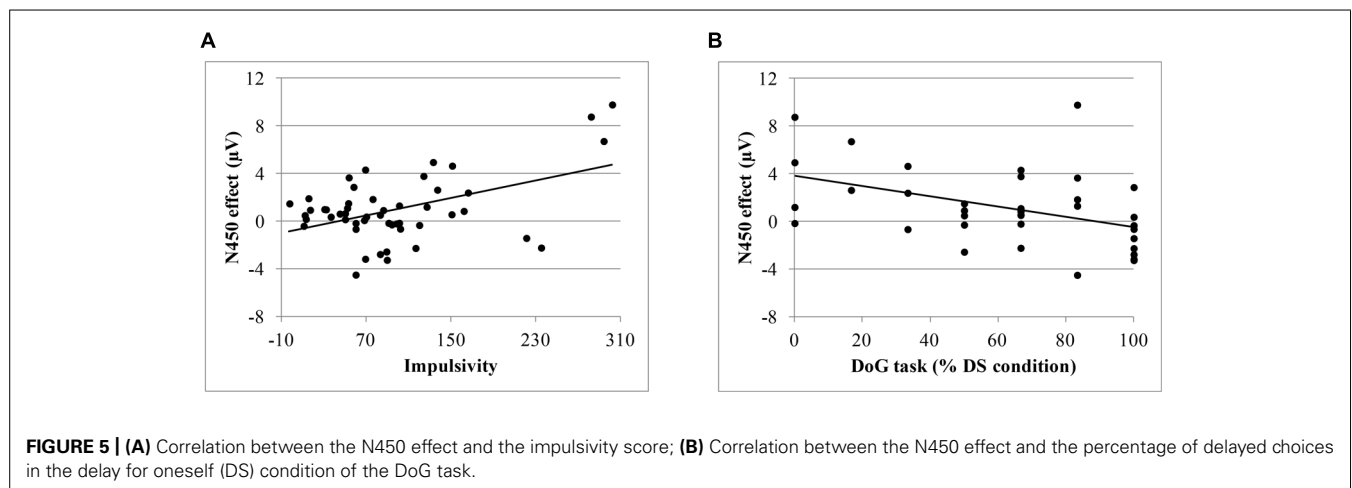 A
B
12
8
4
0
-4
-8
N450 effect (µV)
-10 70 150 230 310
Impulsivity
12
8
4
0
-4
-8
N450 effect (µV)
0 20 40 60 80 100
DoG task (% DS condition)
FIGURE 5 | (A) Correlation between the N450 effect and the impulsivity score; (B) Correlation between the N450 effect and the percentage of delayed choices
in the delay for oneself (DS) condition of the DoG task.